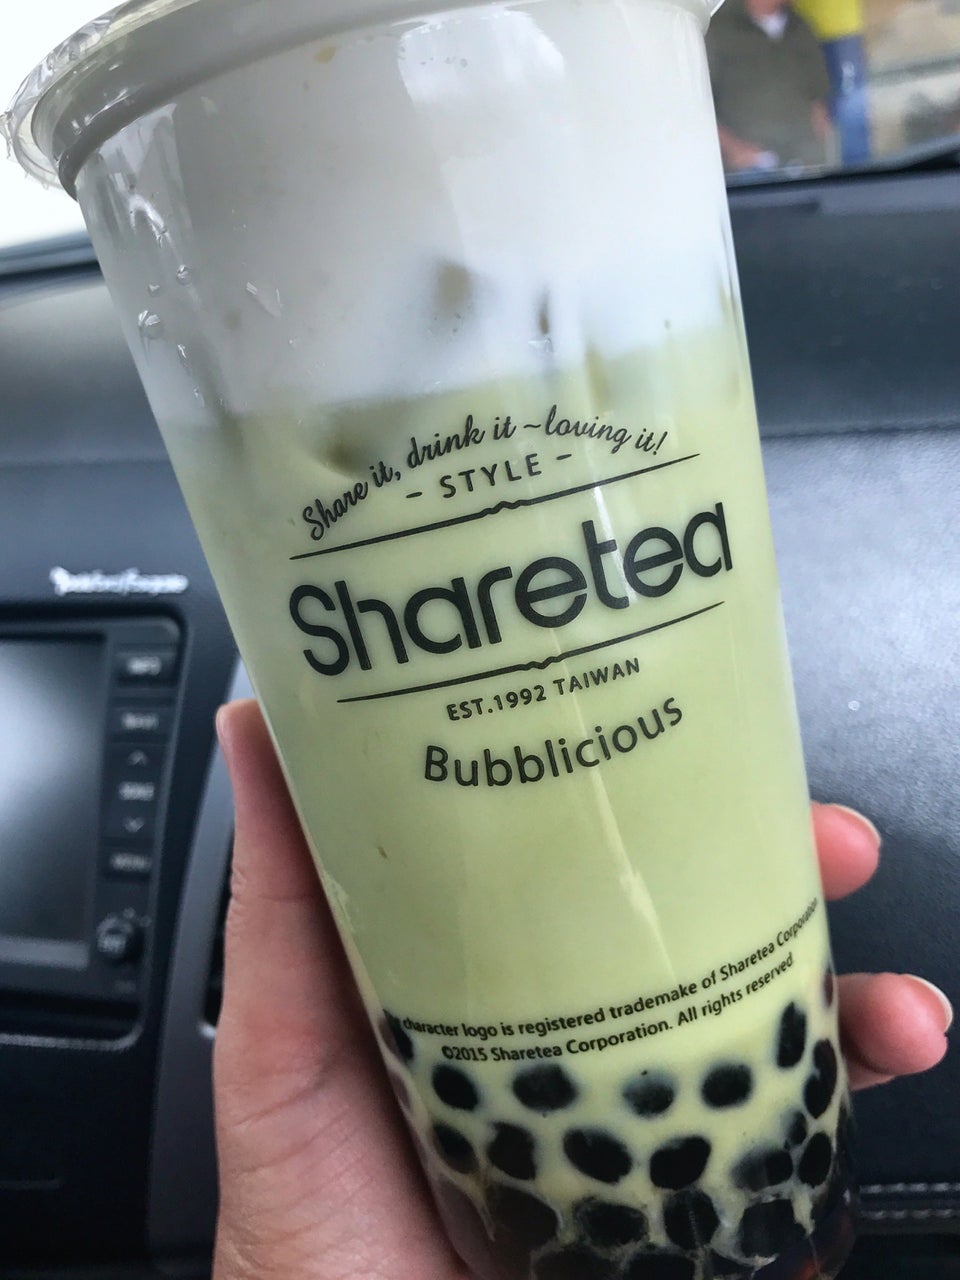 Share it, drink it ~ loving it!
- STYLE -
Sharetea
EST.1992 TAIWAN
Bubblicious
character logo is registered trademake of Sharetea Corporation
©2015 Sharetea Corporation. All rights reserved
MENU